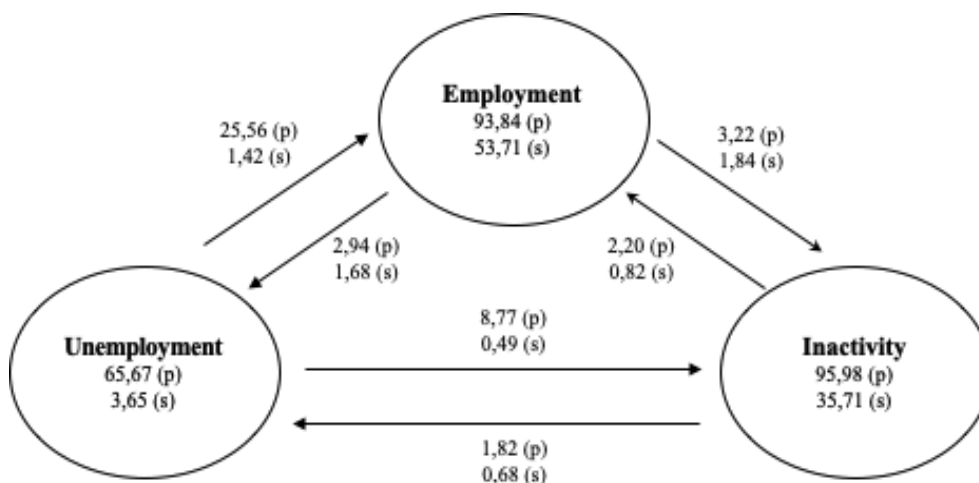 Employment
93,84 (p)
53,71 (s)
25,56 (p)
1,42 (s)
3,22 (p)
1,84 (s)
2,94 (p)
1,68 (s)
2,20 (p)
0,82 (s)
Unemployment
65,67 (p)
3,65 (s)
8,77 (p)
0,49 (s)
Inactivity
95,98 (p)
35,71 (s)
1,82 (p)
0,68 (s)